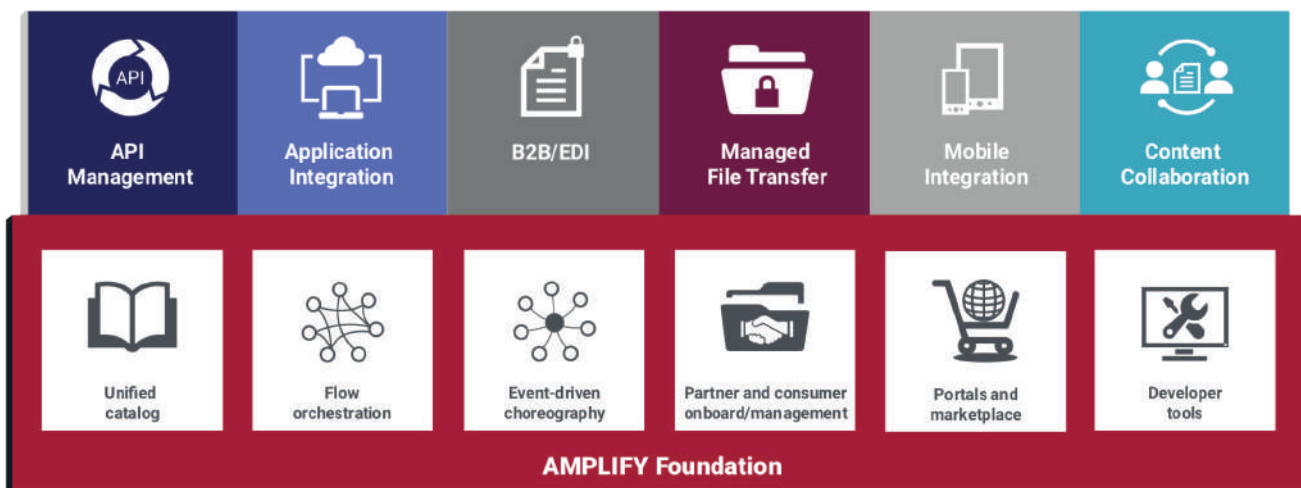 API
API
Management
Application
Integration
B2B/EDI
Managed
File Transfer
Mobile
Integration
Content
Collaboration
Unified
catalog
Flow
orchestration
Event-driven
choreography
Partner and consumer
onboard/management
Portals and
marketplace
Developer
tools
AMPLIFY Foundation